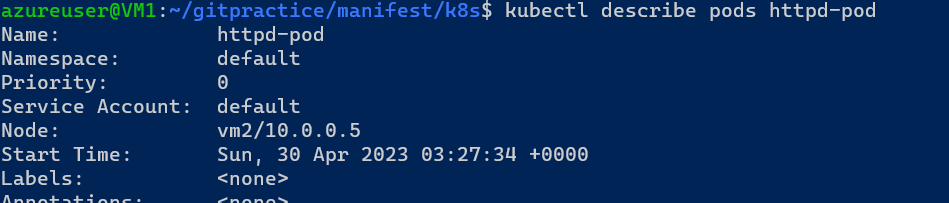 azureuser@VM1:~/gitpractice/manifest/k8s$ kubectl describe pods httpd-pod
Name:             httpd-pod
Namespace:        default
Priority:         0
Service Account:  default
Node:             vm2/10.0.0.5
Start Time:       Sun, 30 Apr 2023 03:27:34 +0000
Labels:           <none>
Annotations:      <none>